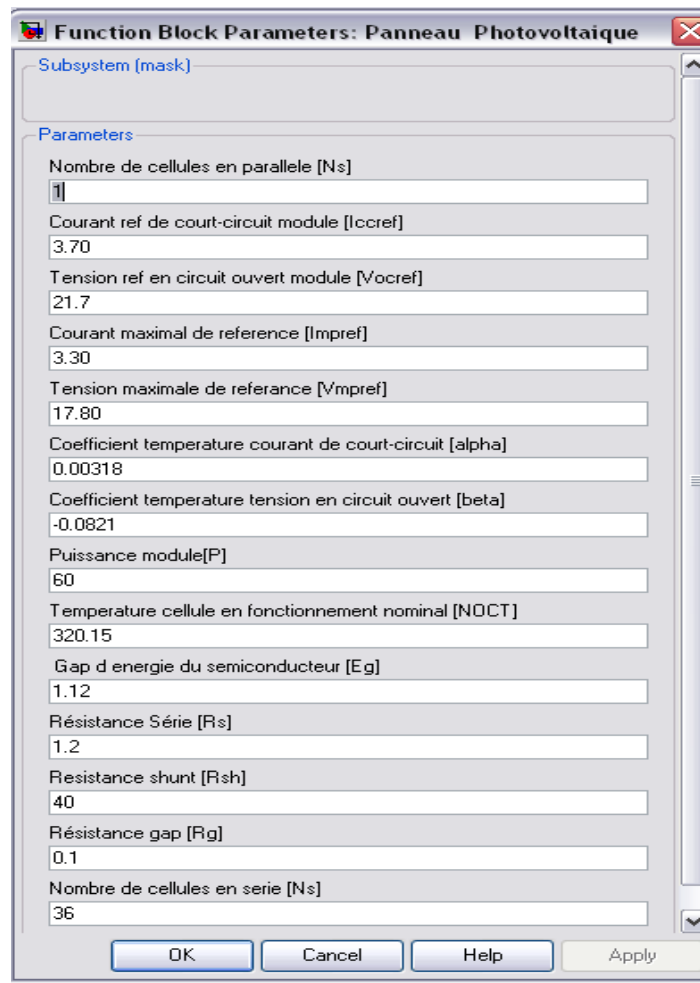 Function Block Parameters: Panneau Photovoltaique
Subsystem (mask)
Parameters
Nombre de cellules en parallele [Ns]
1
Courant ref de court-circuit module [Iccref]
3.70
Tension ref en circuit ouvert module [Vocref]
21.7
Courant maximal de reference [Impref]
3.30
Tension maximale de referance [Vmpref]
17.80
Coefficient temperature courant de court-circuit [alpha]
0.00318
Coefficient temperature tension en circuit ouvert [beta]
-0.0821
Puissance module[P]
60
Temperature cellule en fonctionnement nominal [NOCT]
320.15
Gap d energie du semiconducteur [Eg]
1.12
Résistance Série [Rs]
1.2
Resistance shunt [Rsh]
40
Résistance gap [Rg]
0.1
Nombre de cellules en serie [Ns]
36
OK Cancel Help Apply